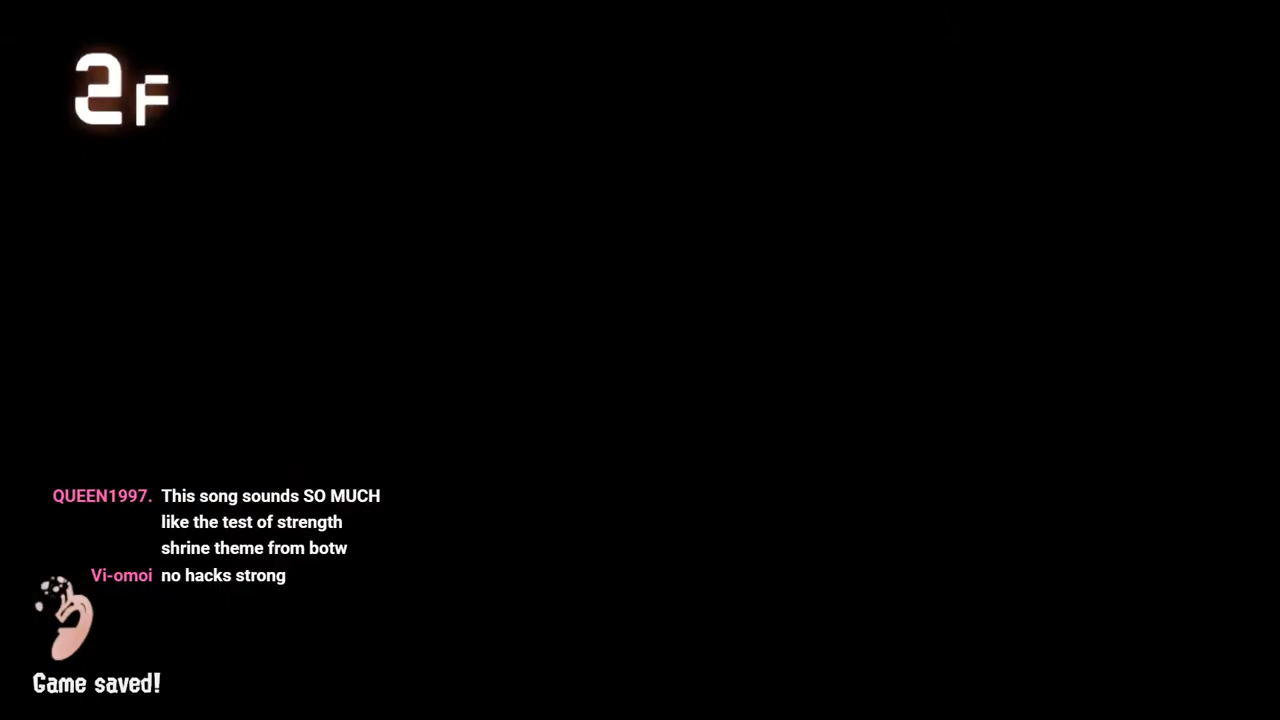 2F
QUEEN1997. This song sounds SO MUCH
like the test of strength
shrine theme from botw
Vi-omoi no hacks strong
Game saved!